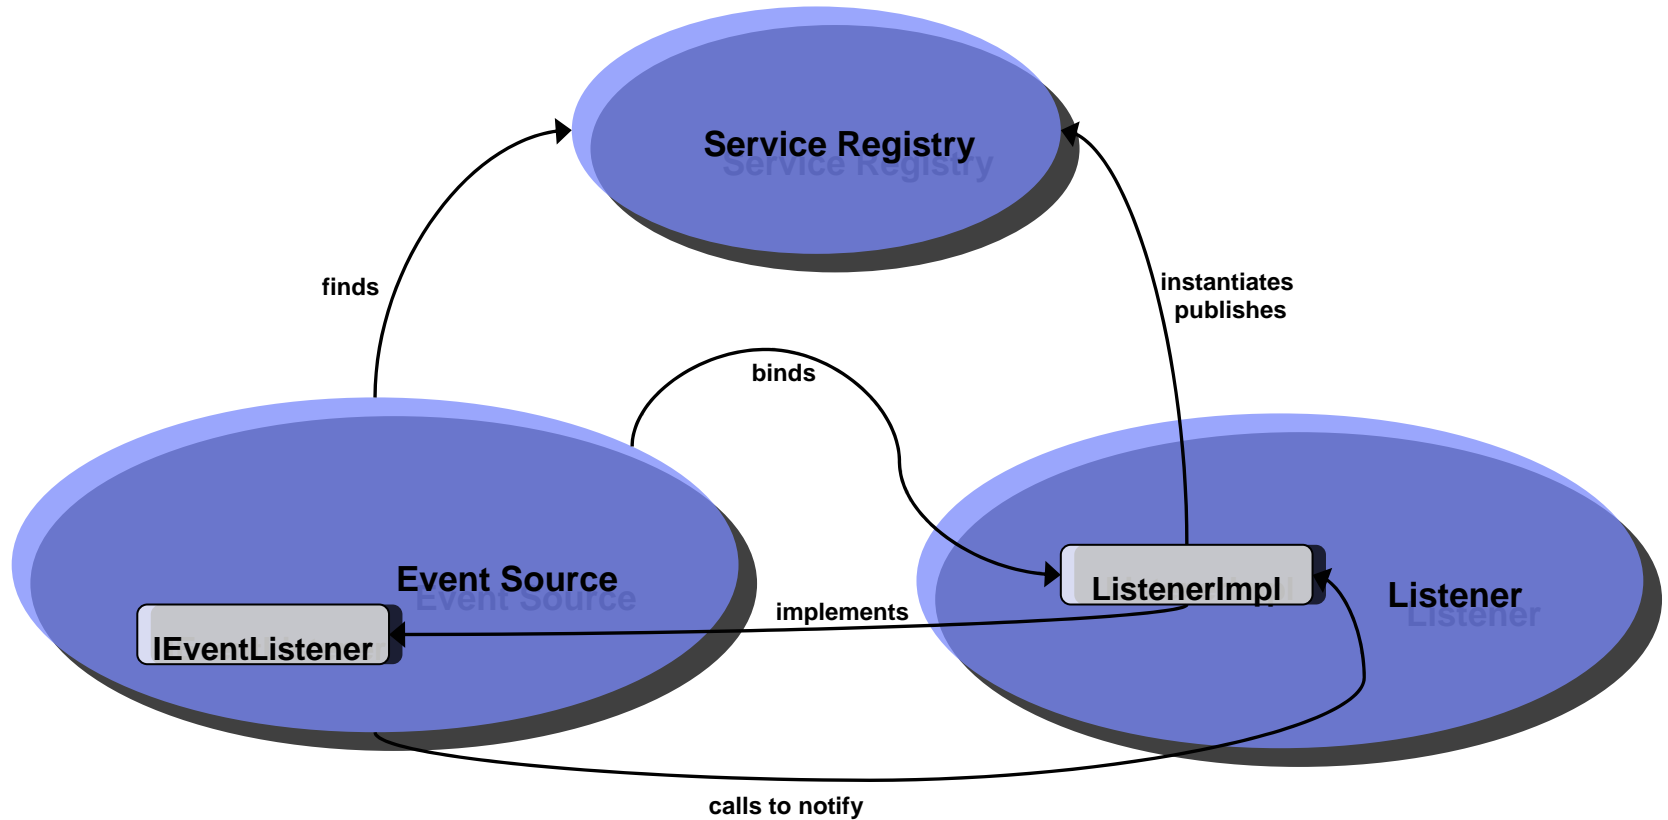 Service Registry
finds
instantiates
publishes
binds
Event Source
ListenerImpl
Listener
implements
IEventListener
calls to notify